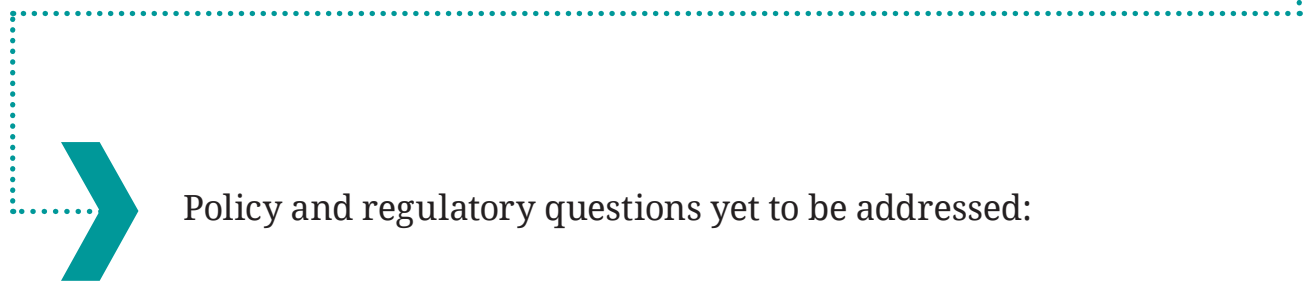 Policy and regulatory questions yet to be addressed: